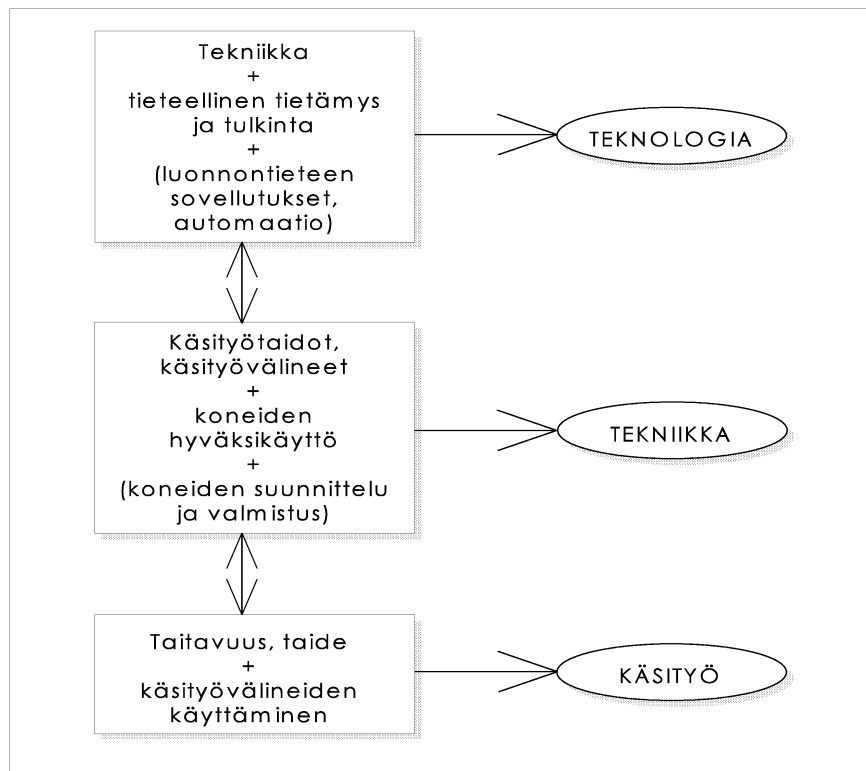 Tekniikka
+
tieteellinen tietämys
ja tulkinta
+
(luonnontieteen
sovellutukset,
automaatio)
TEKNOLOGIA
Käsityötaidot,
käsityövälineet
+
koneiden
hyväksikäyttö
+
(koneiden suunnittelu
ja valmistus)
TEKNIIKKA
Taitavuus, taide
+
käsityövälineiden
käyttäminen
KÄSITYÖ